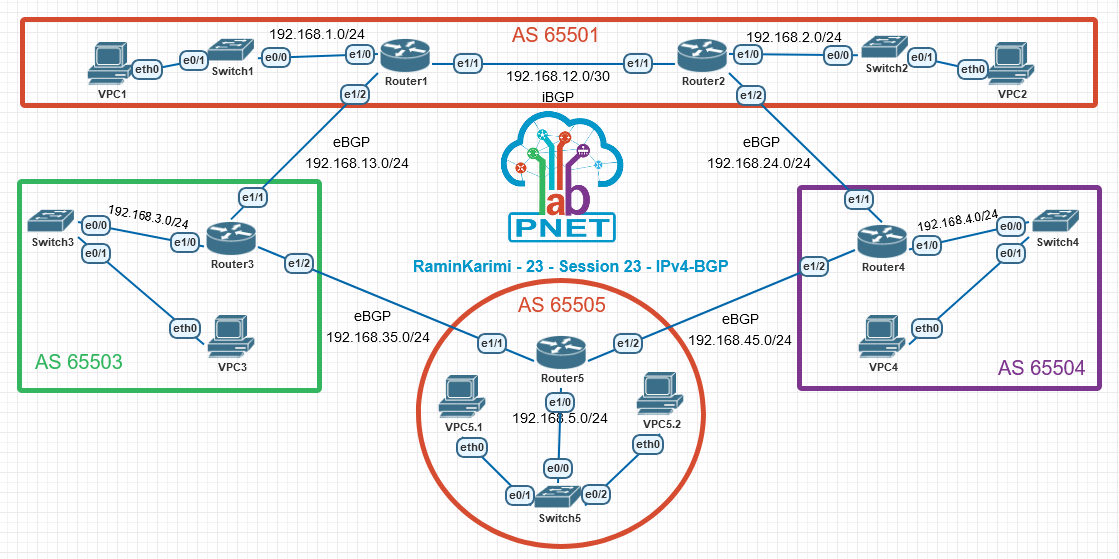 AS 65501
192.168.1.0/24
192.168.2.0/24
e0/1
e0/0
e1/0
e1/1
e1/1
e1/0
e0/0
e0/1
eth0
eth0
Switch1
Router1
Router2
Switch2
192.168.12.0/30
VPC1
VPC2
iBGP
e1/2
e1/2
eBGP
192.168.13.0/24
eBGP
192.168.24.0/24
lab
PNET
RaminKarimi - 23 - Session 23 - IPv4-BGP
e1/1
192.168.3.0/24
e0/0
e1/0
Switch3
e0/1
Router3
e1/2
eth0
VPC3
AS 65503
e1/1
192.168.4.0/24
e0/0
e1/0
Switch4
e0/1
Router4
e1/2
eth0
VPC4
AS 65504
eBGP
192.168.35.0/24
eBGP
192.168.45.0/24
AS 65505
e1/1
e1/2
Router5
e1/0
192.168.5.0/24
VPC5.1
VPC5.2
eth0
eth0
e0/0
e0/1
e0/2
Switch5